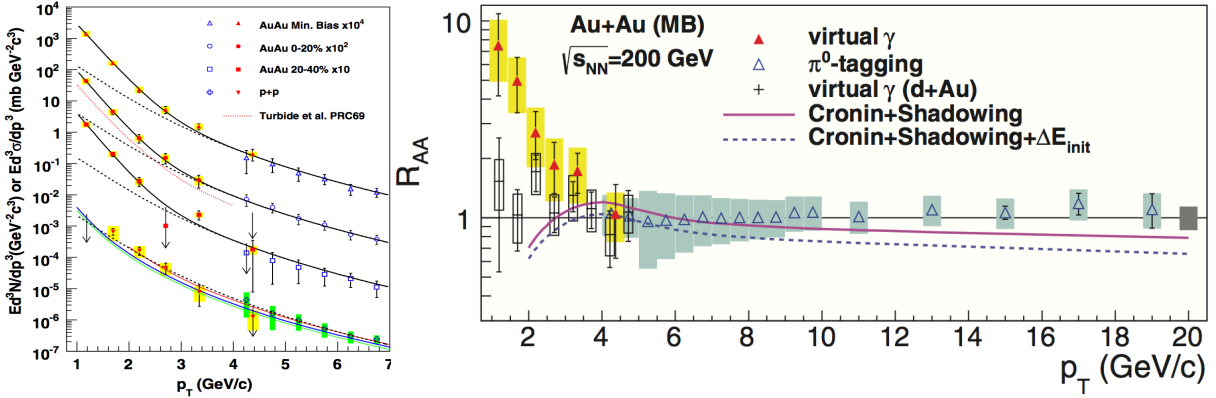 Ed³N/dp³(GeV⁻²c³) or Ed³σ/dp³ (mb GeV⁻²c³)
10⁴
10³
10²
10
1
10⁻¹
10⁻²
10⁻³
10⁻⁴
10⁻⁵
10⁻⁶
10⁻⁷
AuAu Min. Bias x10⁴
AuAu 0-20% x10²
AuAu 20-40% x10
p+p
Turbide et al. PRC69
1 2 3 4 5 6 7
p_T (GeV/c)
R_AA
10
1
Au+Au (MB)
√s_NN=200 GeV
virtual γ
π⁰-tagging
virtual γ (d+Au)
Cronin+Shadowing
Cronin+Shadowing+ΔE_init
2 4 6 8 10 12 14 16 18 20
p_T (GeV/c)